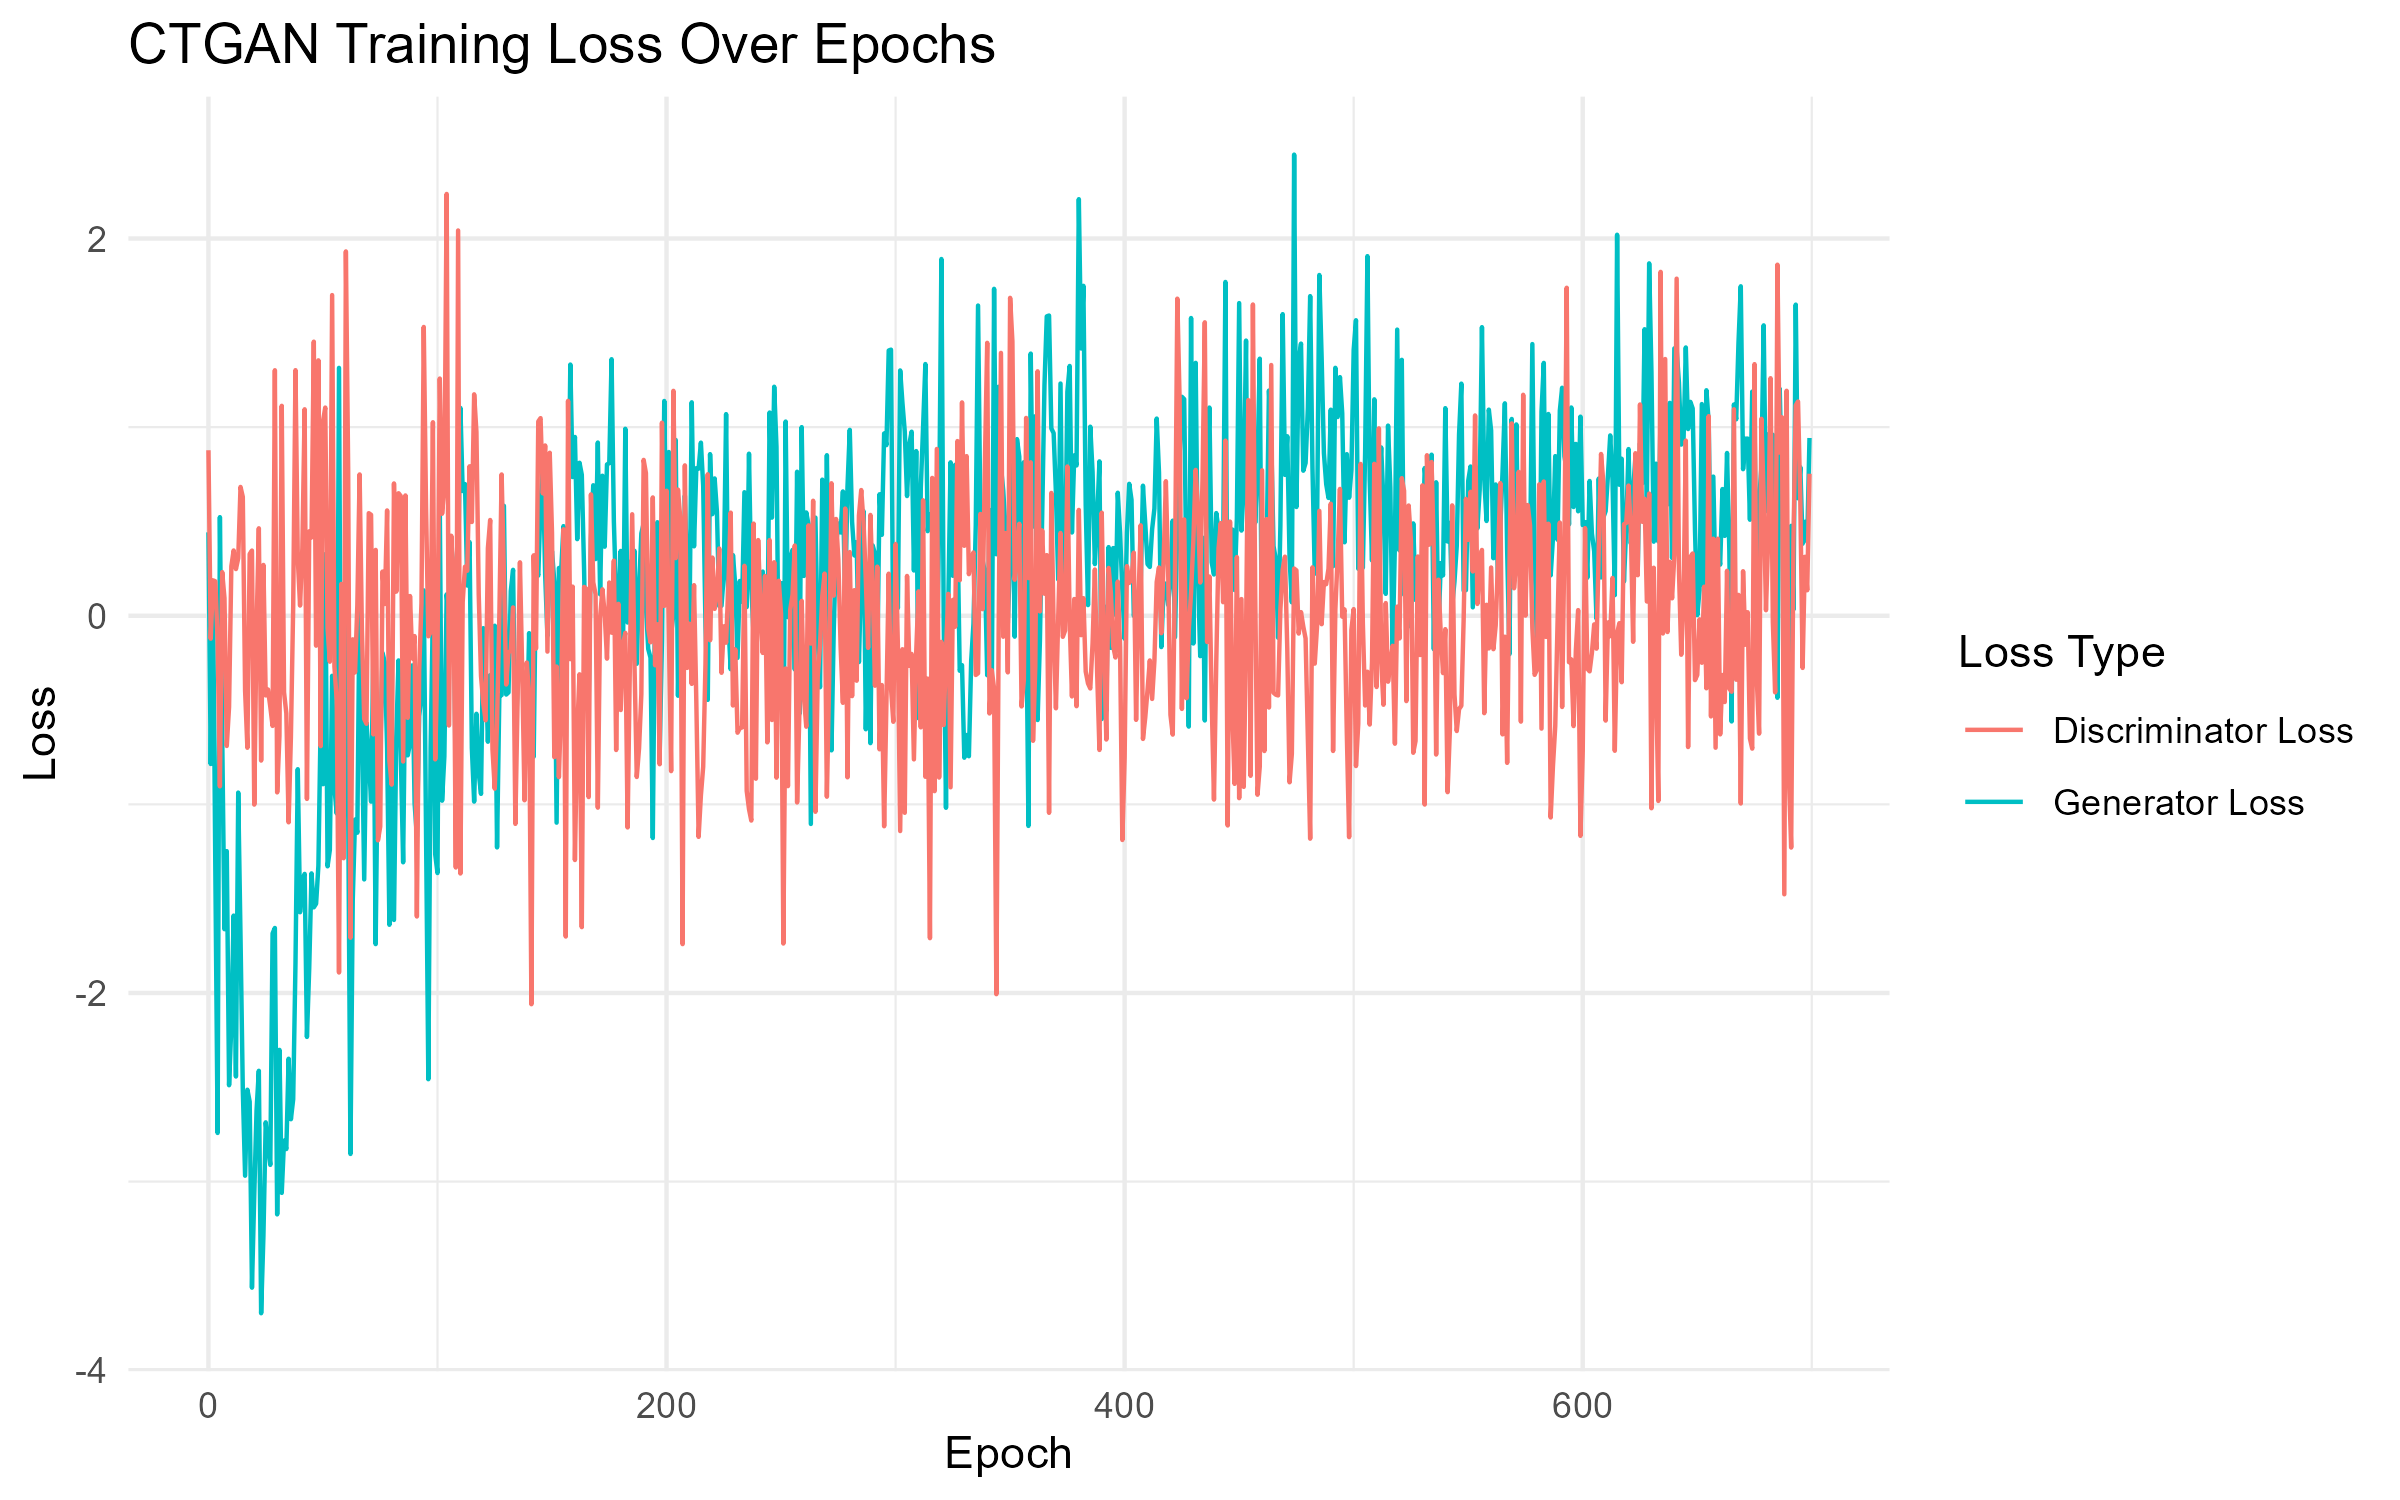 CTGAN Training Loss Over Epochs
Loss
2
0
-2
-4
0 200 400 600
Epoch
Loss Type
Discriminator Loss
Generator Loss